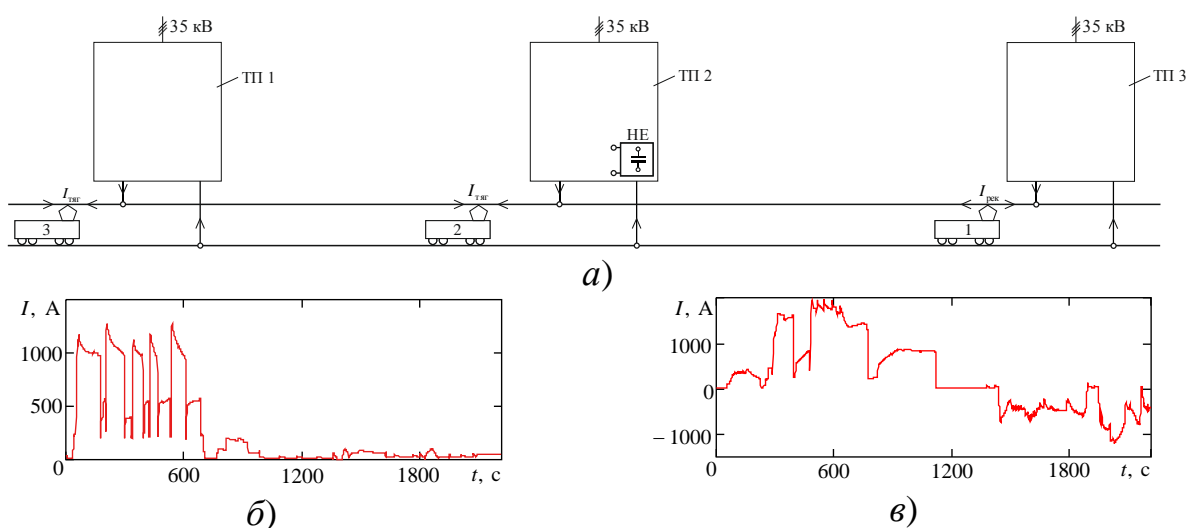 35 кВ 35 кВ 35 кВ
ТП 1 ТП 2 ТП 3
НЕ
Iтяг Iтяг Iрек
3 2 1
а)
I, А
1000
500
0 600 1200 1800 t, с
б)
I, А
1000
0
−1000
0 600 1200 1800 t, с
в)